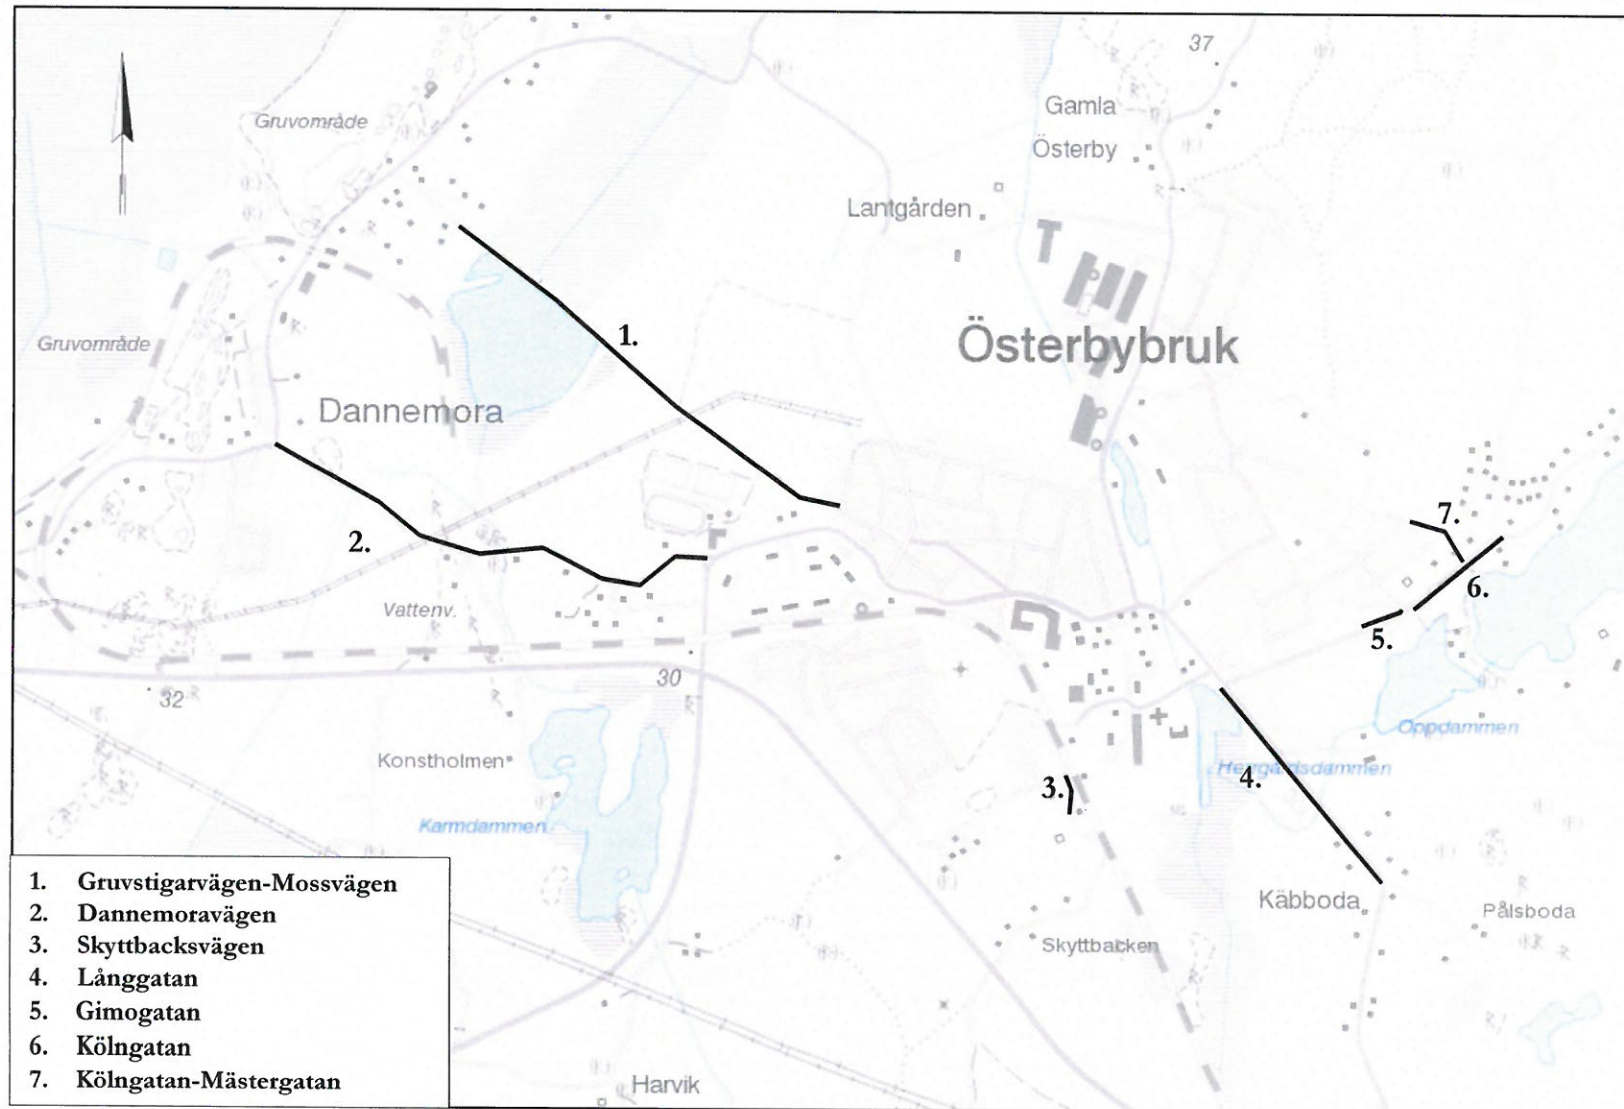 37
Gamla
Österby
Gruvområde
Lantgården
Gruvområde
1.
Österbybruk
Dannemora
2.
7.
6.
5.
Vattenv.
30
32
Konstholmen
Oppdammen
Herrgårdsdammen
4.
3.
Karmdammen
Käbboda
Pålsboda
Skyttbacken
Harvik
1. Gruvstigarvägen-Mossvägen
2. Dannemoravägen
3. Skyttbacksvägen
4. Långgatan
5. Gimogatan
6. Kölngatan
7. Kölngatan-Mästergatan